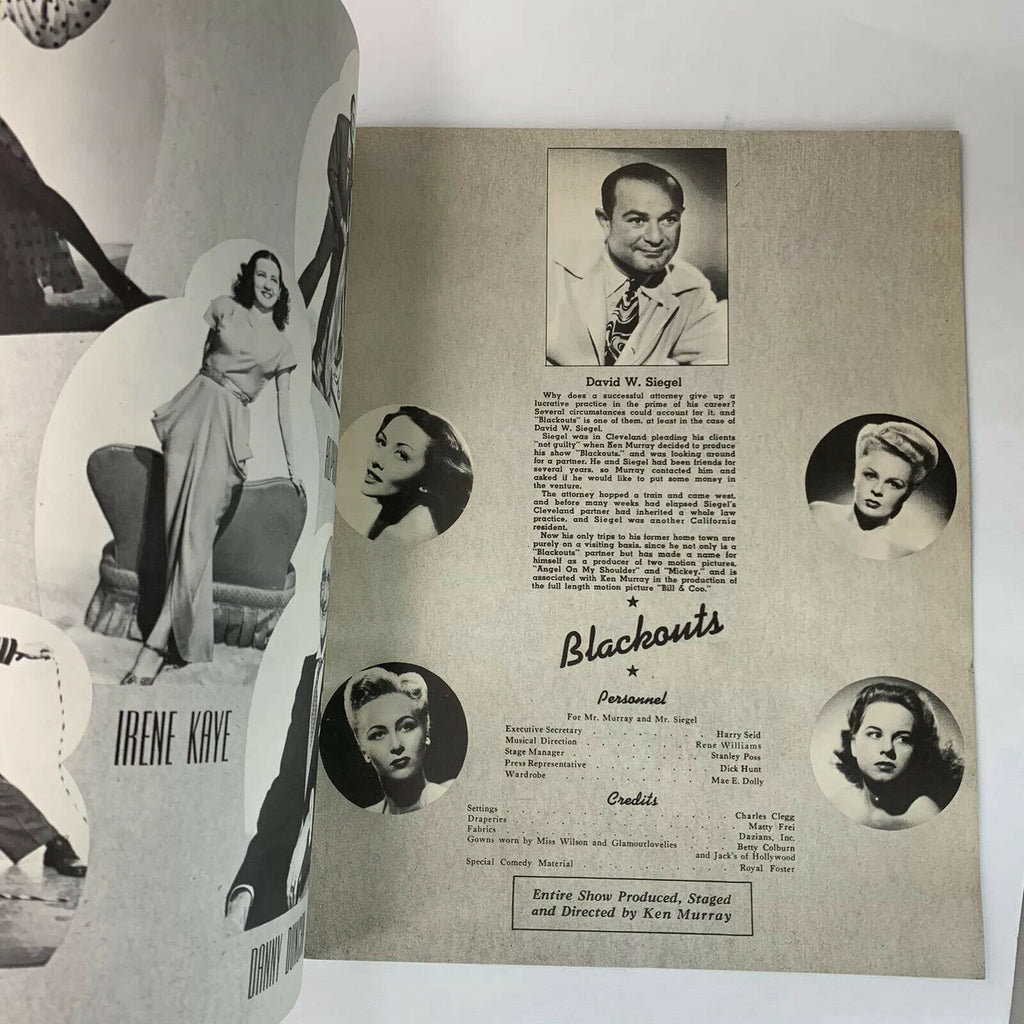 IRENE KAYE
DANNY
David W. Siegel
Why does a successful attorney give up a
lucrative practice in the prime of his career?
Several circumstances could account for it, and
"Blackouts" is one of them, at least in the case of
David W. Siegel.
Siegel was in Cleveland pleading his clients
"not guilty" when Ken Murray decided to produce
his show "Blackouts," and was looking around
for a partner. He and Siegel had been friends for
several years, so Murray contacted him and
asked if he would like to put some money in
the venture.
The attorney hopped a train and came west,
and before many weeks had elapsed Siegel's
Cleveland partner had inherited a whole law
practice, and Siegel was another California
resident.
Now his only trips to his former home town are
purely on a visiting basis, since he not only is a
"Blackouts" partner but has made a name for
himself as a producer of two motion pictures,
"Angel On My Shoulder" and "Mickey," and is
associated with Ken Murray in the production of
the full length motion picture "Bill & Coo."
Blackouts
Personnel
For Mr. Murray and Mr. Siegel
Executive Secretary . . . . . . . Harry Seid
Musical Direction . . . . . . . Rene Williams
Stage Manager . . . . . . . Stanley Poss
Press Representative . . . . . . . Dick Hunt
Wardrobe . . . . . . . Mae E. Dolly
Credits
Settings . . . . . . . Charles Clegg
Draperies . . . . . . . Matty Frei
Fabrics . . . . . . . Dazians, Inc.
Gowns worn by Miss Wilson and Glamourlovelies . . . . Betty Colburn
and Jack's of Hollywood
Special Comedy Material . . . . . . . Royal Foster
Entire Show Produced, Staged
and Directed by Ken Murray